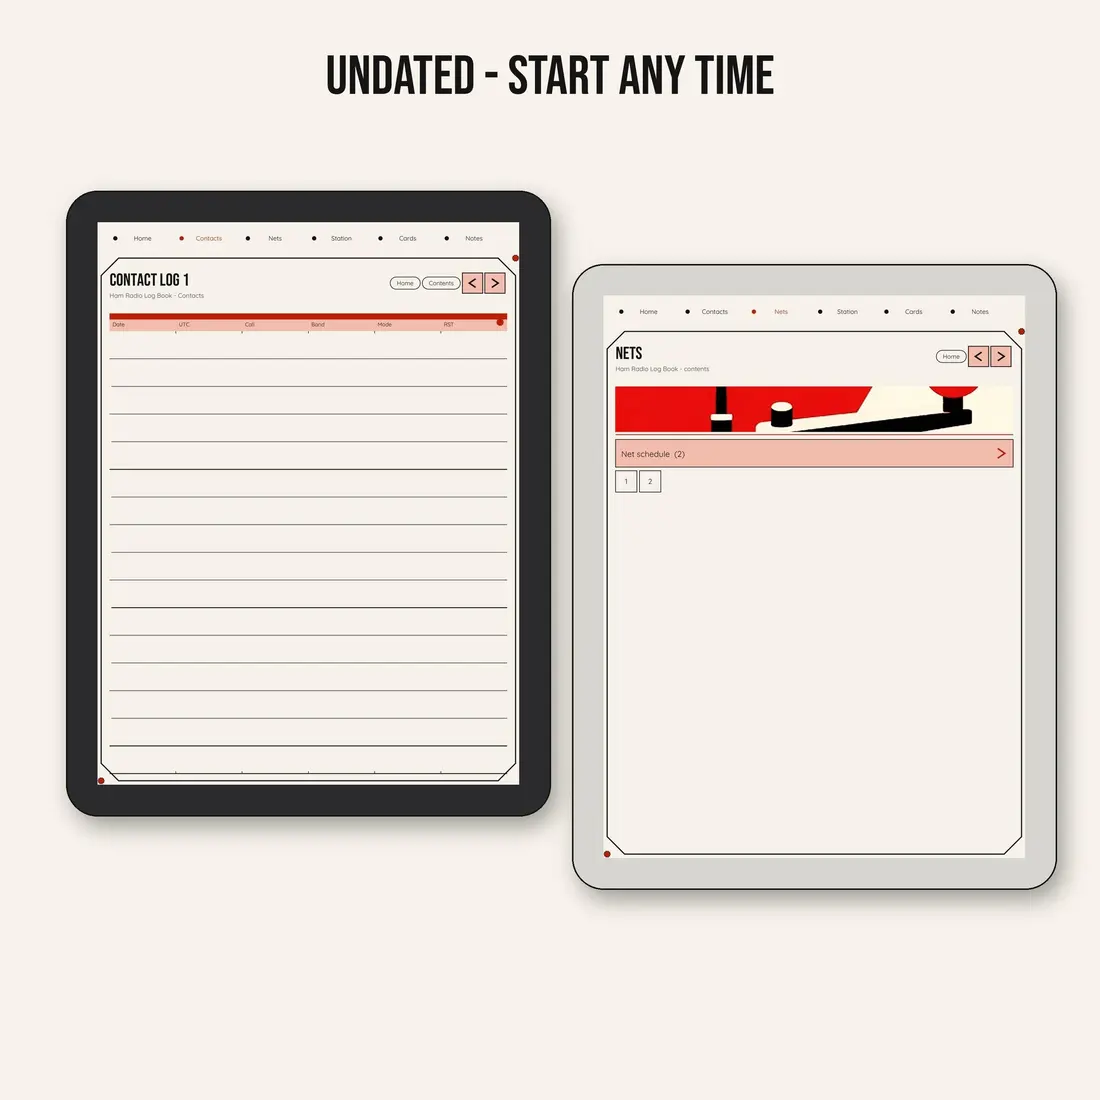 UNDATED - START ANY TIME
Home Contacts Nets Station Cards Notes
CONTACT LOG 1
Home Contents < >
Ham Radio Log Book - Contacts
Date UTC Call Band Mode RST
Home Contacts Nets Station Cards Notes
NETS
Home < >
Ham Radio Log Book - contents
Net schedule (2) >
1 2